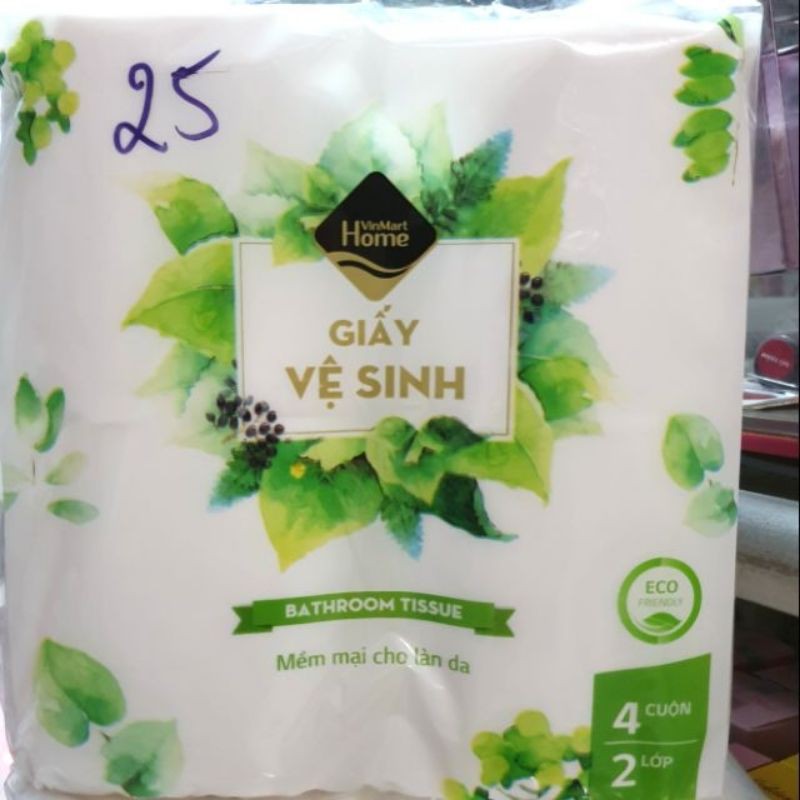 25
VinMart
Home
GIẤY
VỆ SINH
BATHROOM TISSUE
Mềm mại cho làn da
ECO
FRIENDLY
4 CUỘN
2 LỚP